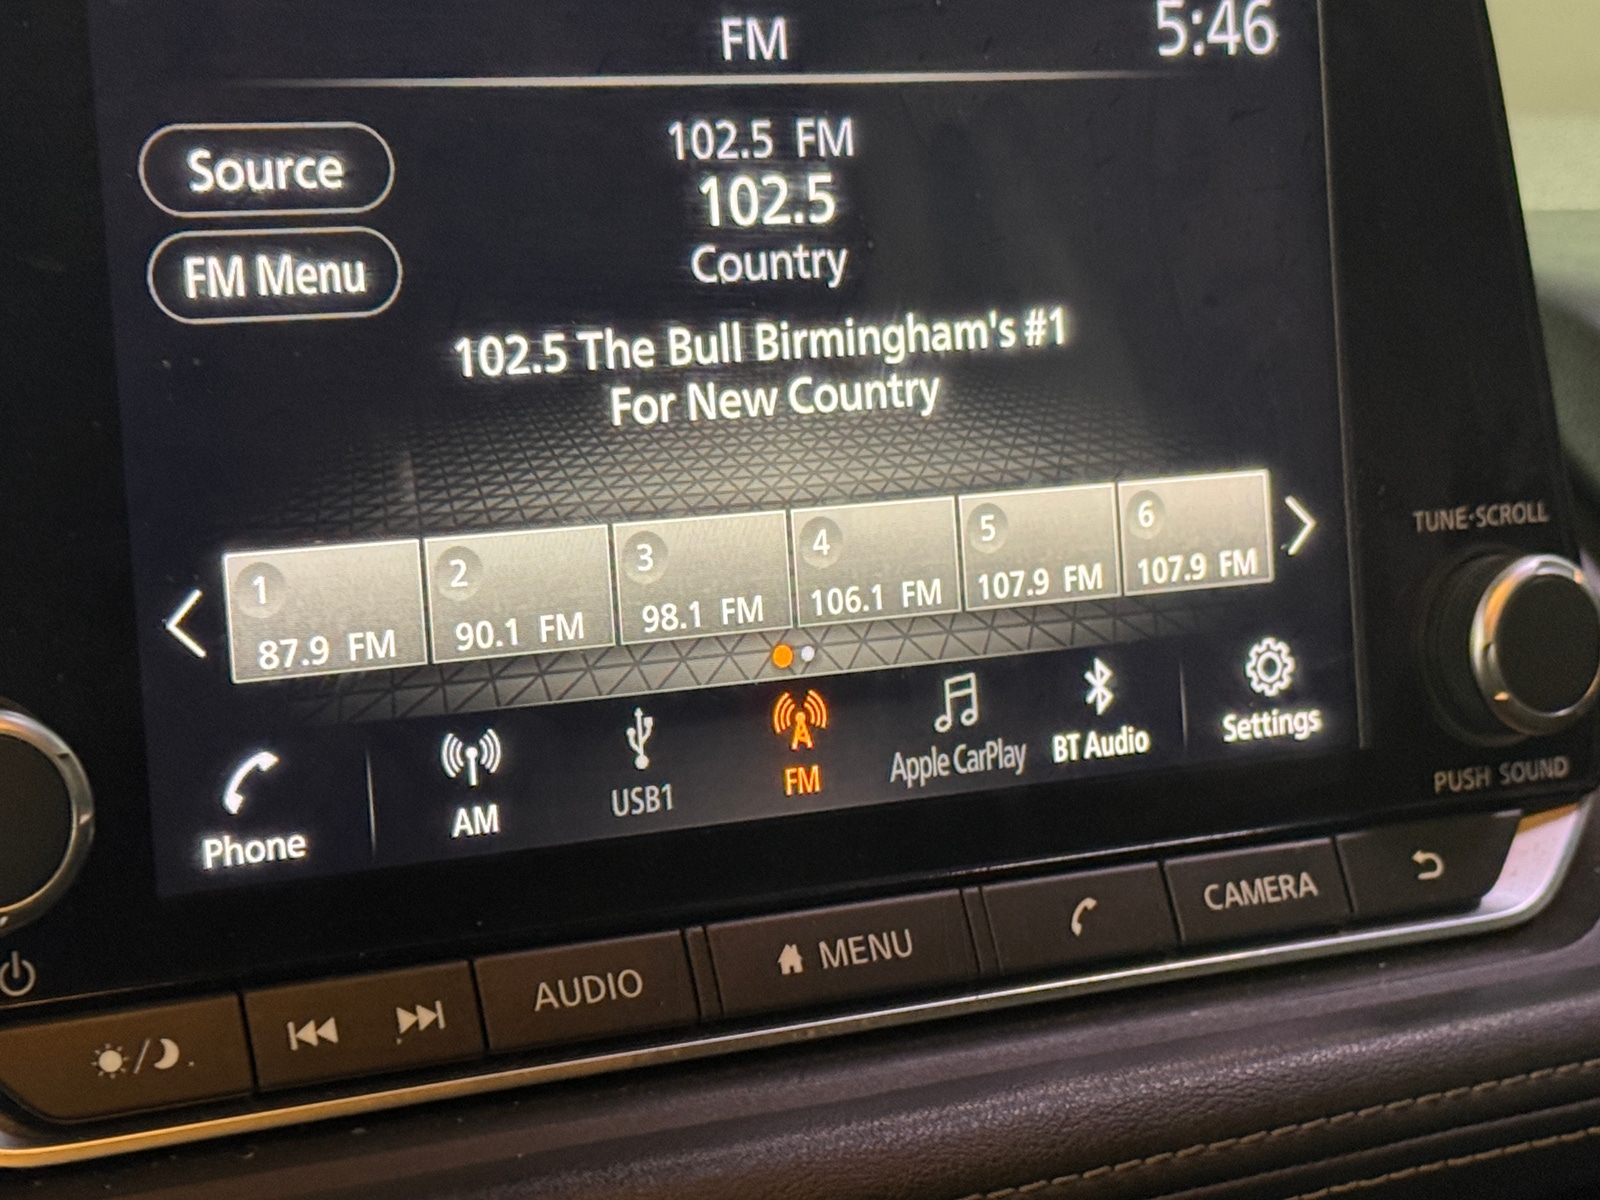 FM
5:46
Source
102.5 FM
102.5
FM Menu
Country
102.5 The Bull Birmingham's #1
For New Country
1
87.9 FM
2
90.1 FM
3
98.1 FM
4
106.1 FM
5
107.9 FM
6
107.9 FM
TUNE·SCROLL
Phone
AM
USB1
FM
Apple CarPlay
BT Audio
Settings
PUSH SOUND
AUDIO
MENU
CAMERA